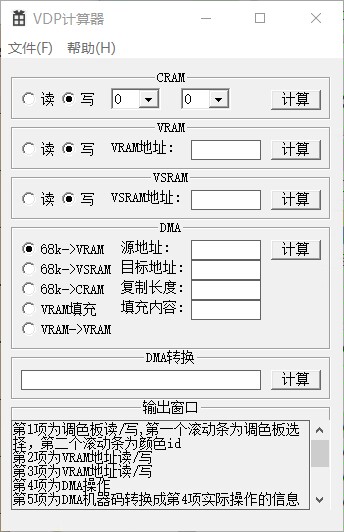 VDP计算器
文件(F) 帮助(H)
CRAM
读 写 0 0 计算
VRAM
读 写 VRAM地址: 计算
VSRAM
读 写 VSRAM地址: 计算
DMA
68k->VRAM 源地址: 计算
68k->VSRAM 目标地址:
68k->CRAM 复制长度:
VRAM填充 填充内容:
VRAM->VRAM
DMA转换
计算
输出窗口
第1项为调色板读/写,第一个滚动条为调色板选
择, 第二个滚动条为颜色id
第2项为VRAM地址读/写
第3项为VRAM地址读/写
第4项为DMA操作
第5项为DMA机器码转换成第4项实际操作的信息